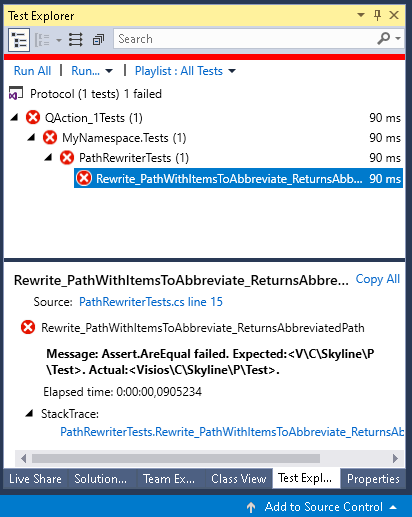 Test Explorer
Search
Run All | Run... | Playlist : All Tests
Protocol (1 tests) 1 failed
QAction_1Tests (1) 90 ms
MyNamespace.Tests (1) 90 ms
PathRewriterTests (1) 90 ms
Rewrite_PathWithItemsToAbbreviate_ReturnsAbb... 90 ms
Rewrite_PathWithItemsToAbbreviate_ReturnsAbbre... Copy All
Source: PathRewriterTests.cs line 15
Rewrite_PathWithItemsToAbbreviate_ReturnsAbbreviatedPath
Message: Assert.AreEqual failed. Expected:<V\C\Skyline\P
\Test>. Actual:<Visios\C\Skyline\P\Test>.
Elapsed time: 0:00:00,0905234
StackTrace:
PathRewriterTests.Rewrite_PathWithItemsToAbbreviate_ReturnsAb
Live Share Solution... Team Ex... Class View Test Expl... Properties
Add to Source Control